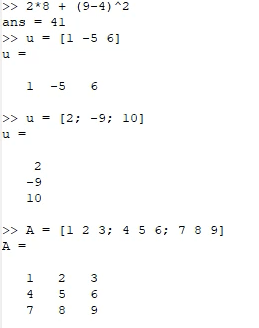 >> 2*8 + (9-4)^2
ans = 41
>> u = [1 -5 6]
u =
1 -5 6
>> u = [2; -9; 10]
u =
2
-9
10
>> A = [1 2 3; 4 5 6; 7 8 9]
A =
1 2 3
4 5 6
7 8 9